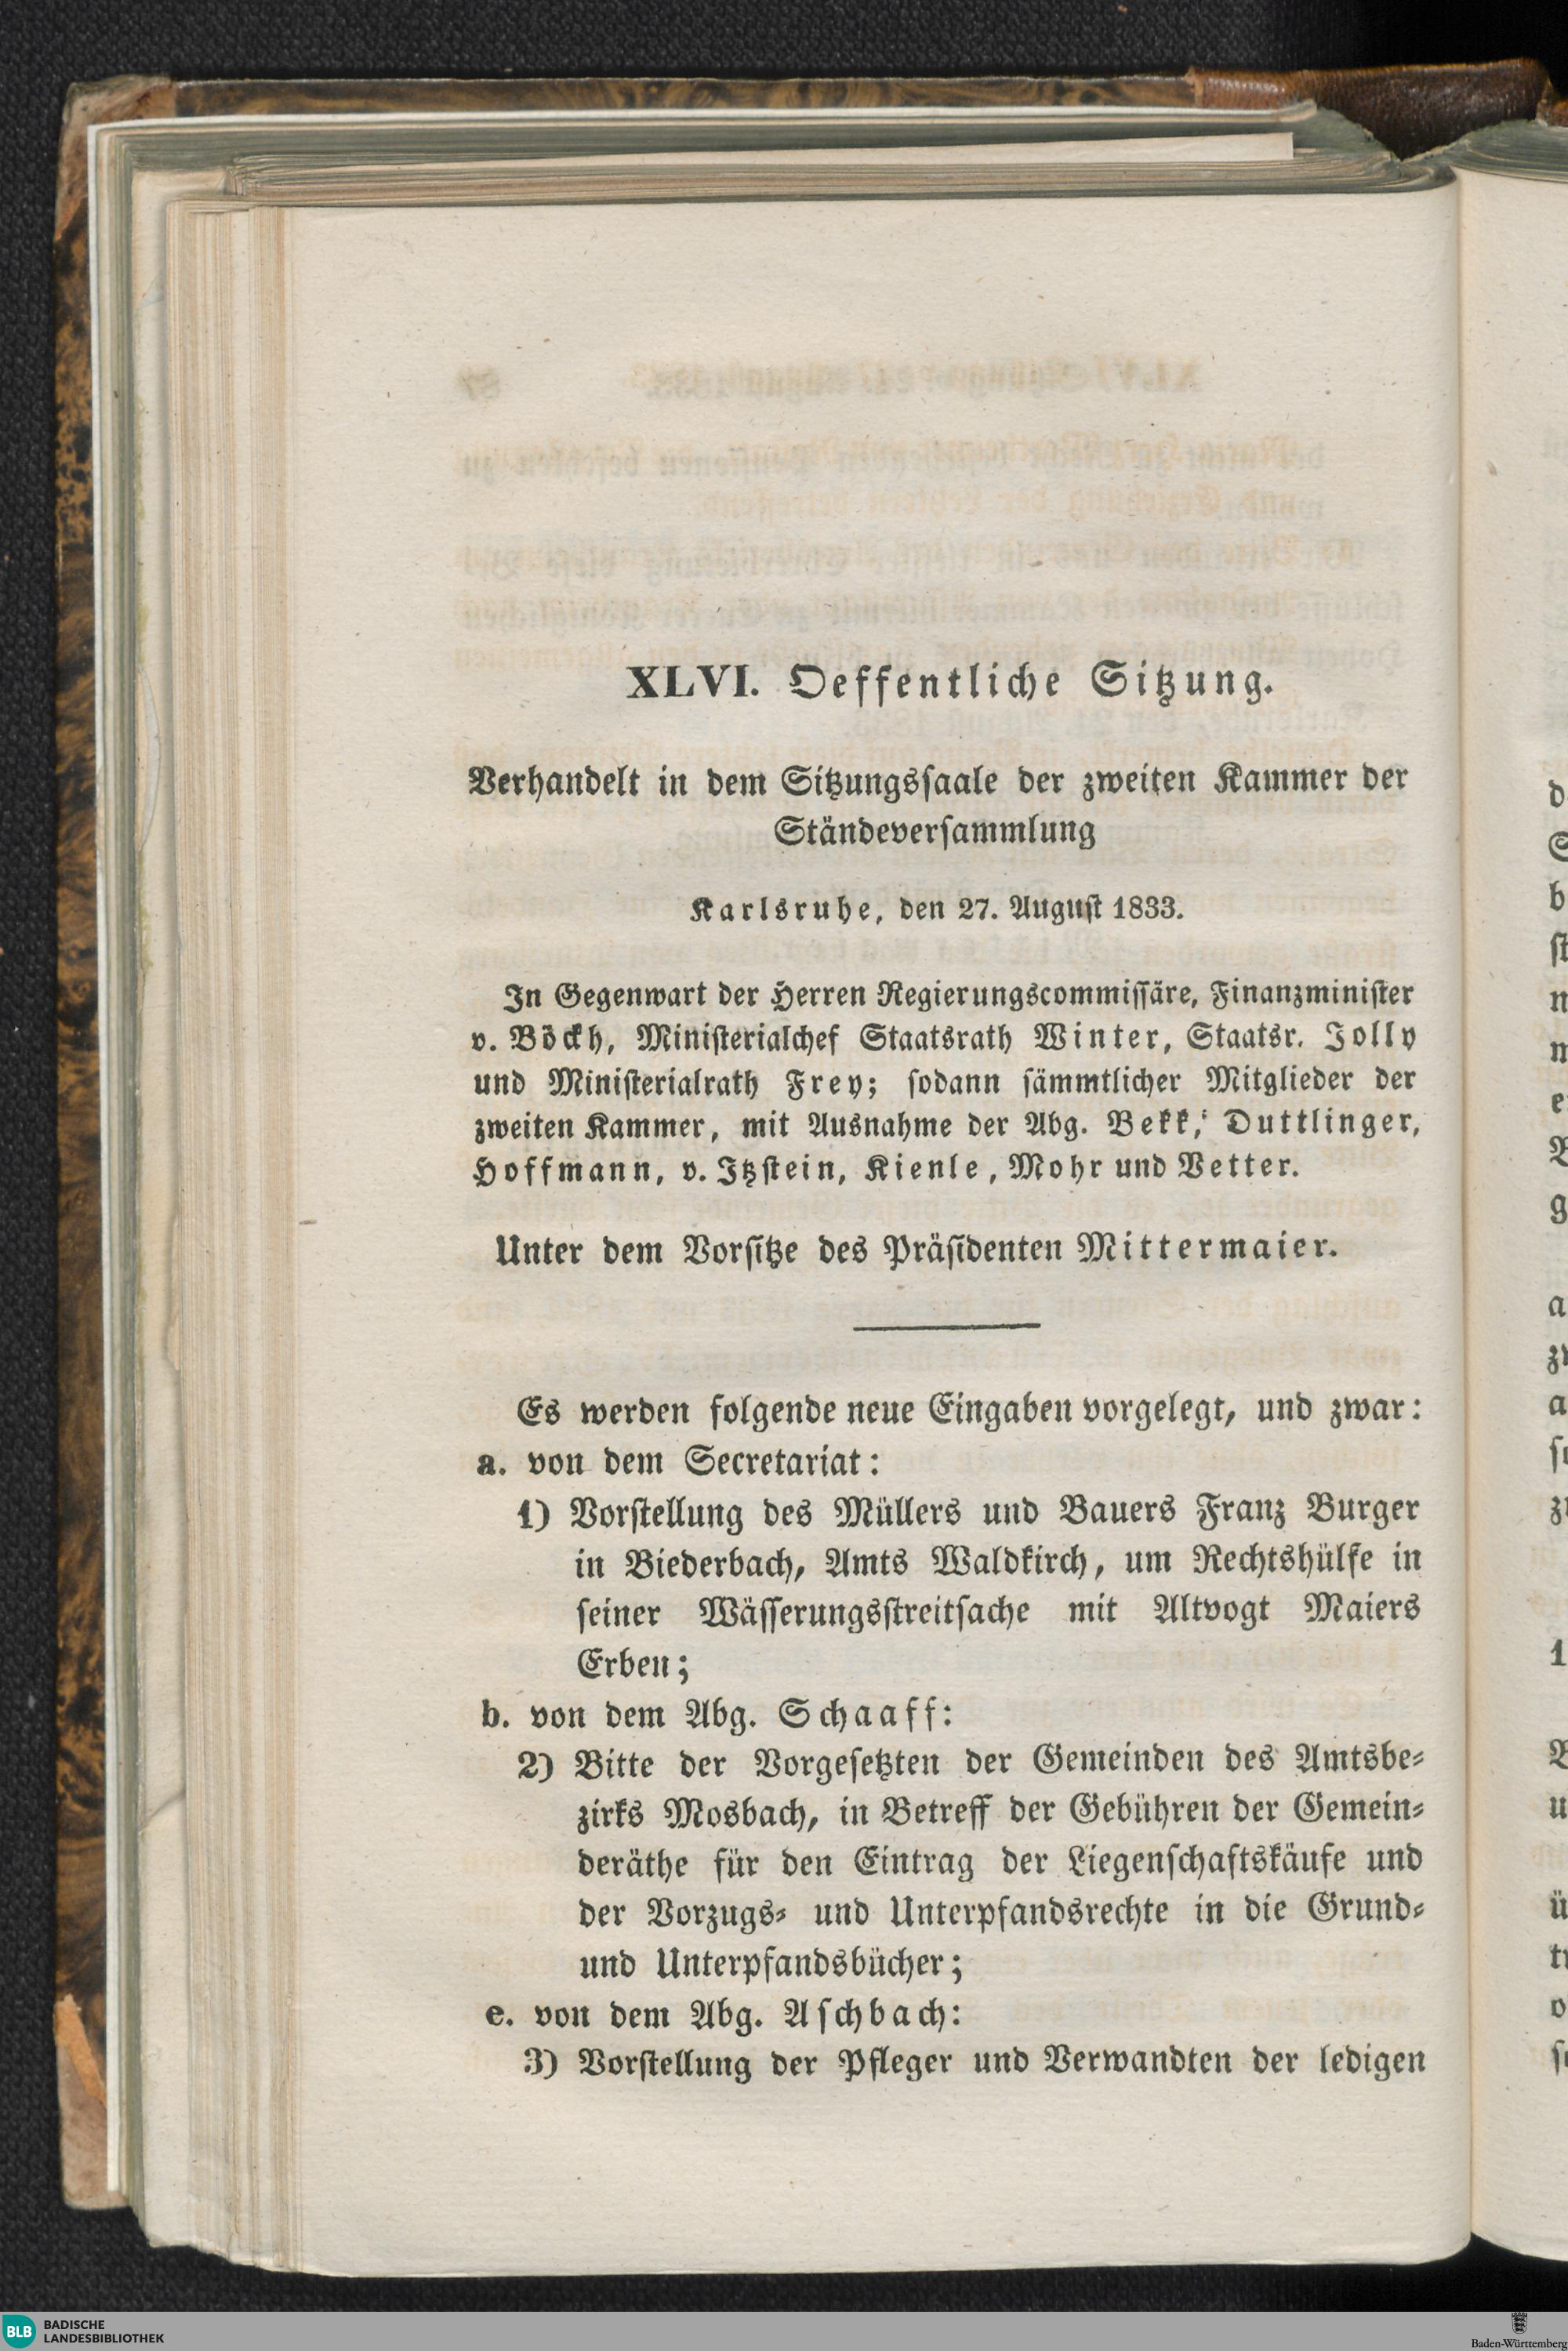 XLVI. Oeffentliche Sitzung.
Verhandelt in dem Sitzungssaale der zweiten Kammer der
Ständeversammlung
Karlsruhe, den 27. August 1833.
In Gegenwart der Herren Regierungscommissäre, Finanzminister
v. Böckh, Ministerialchef Staatsrath Winter, Staatsr. Jolly
und Ministerialrath Frey; sodann sämmtlicher Mitglieder der
zweiten Kammer, mit Ausnahme der Abg. Bekk, Duttlinger,
Hoffmann, v. Itzstein, Kienle, Mohr und Vetter.
Unter dem Vorsitze des Präsidenten Mittermaier.
Es werden folgende neue Eingaben vorgelegt, und zwar:
a. von dem Secretariat:
1) Vorstellung des Müllers und Bauers Franz Burger
in Biederbach, Amts Waldkirch, um Rechtshülfe in
seiner Wässerungsstreitsache mit Altvogt Maiers
Erben;
b. von dem Abg. Schaaff:
2) Bitte der Vorgesetzten der Gemeinden des Amtsbe-
zirks Mosbach, in Betreff der Gebühren der Gemein-
deräthe für den Eintrag der Liegenschaftskäufe und
der Vorzugs- und Unterpfandsrechte in die Grund-
und Unterpfandsbücher;
e. von dem Abg. Aschbach:
3) Vorstellung der Pfleger und Verwandten der ledigen
BLB
BADISCHE
LANDESBIBLIOTHEK
Baden-Württemberg